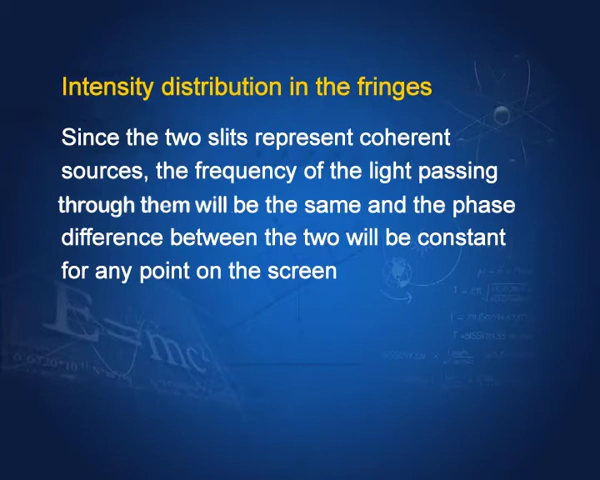 Intensity distribution in the fringes
Since the two slits represent coherent
sources, the frequency of the light passing
through them will be the same and the phase
difference between the two will be constant
for any point on the screen
E=mc²